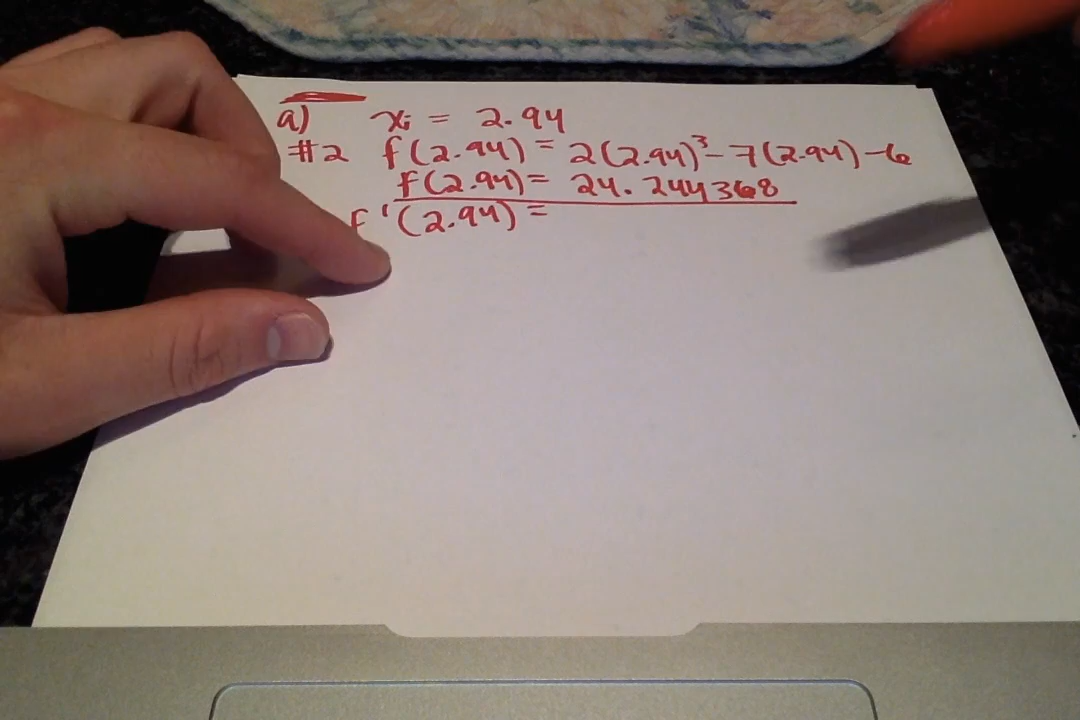 a) xi = 2.94
#2 f(2.94) = 2(2.94)³ - 7(2.94) - 6
f(2.94) = 24.244368
f'(2.94) =